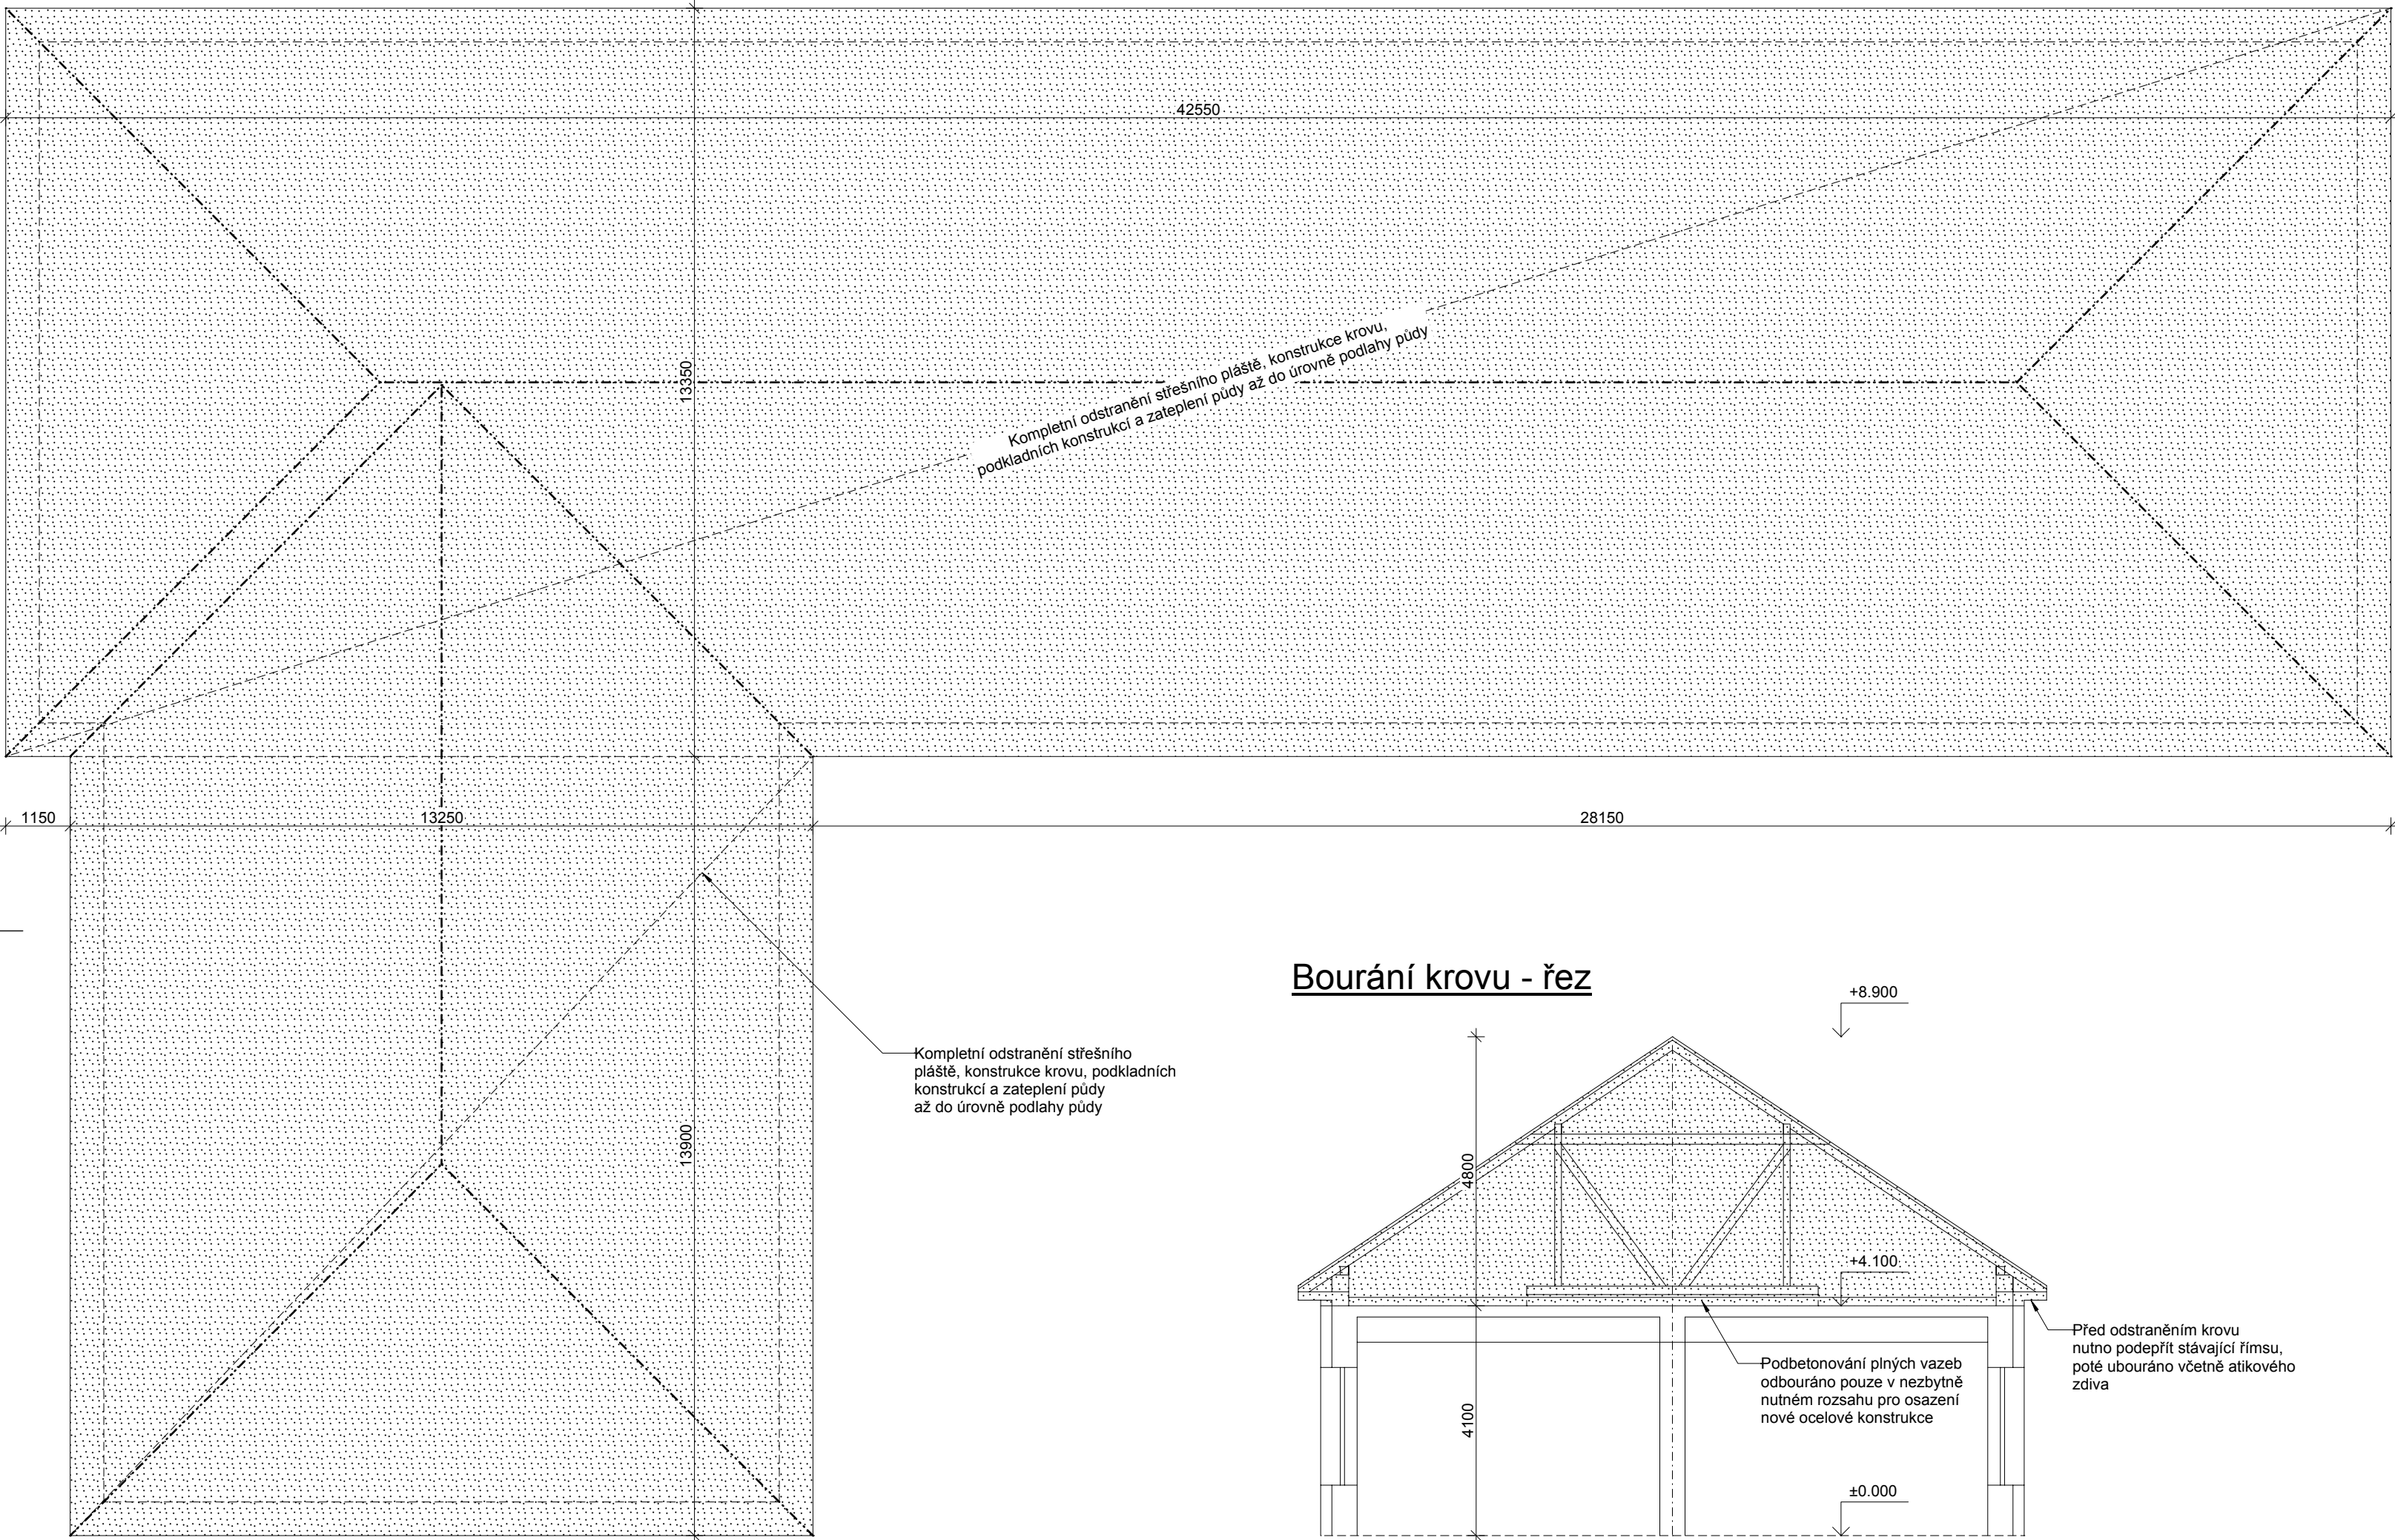 42550
13350
Kompletní odstranění střešního pláště, konstrukce krovu,
podkladních konstrukcí a zateplení půdy až do úrovně podlahy půdy
1150
13250
28150
13900
Kompletní odstranění střešního
pláště, konstrukce krovu, podkladních
konstrukcí a zateplení půdy
až do úrovně podlahy půdy
Bourání krovu - řez
+8.900
4800
+4.100
4100
±0.000
Podbetonování plných vazeb
odbouráno pouze v nezbytně
nutném rozsahu pro osazení
nové ocelové konstrukce
Před odstraněním krovu
nutno podepřít stávající římsu,
poté ubouráno včetně atikového
zdiva